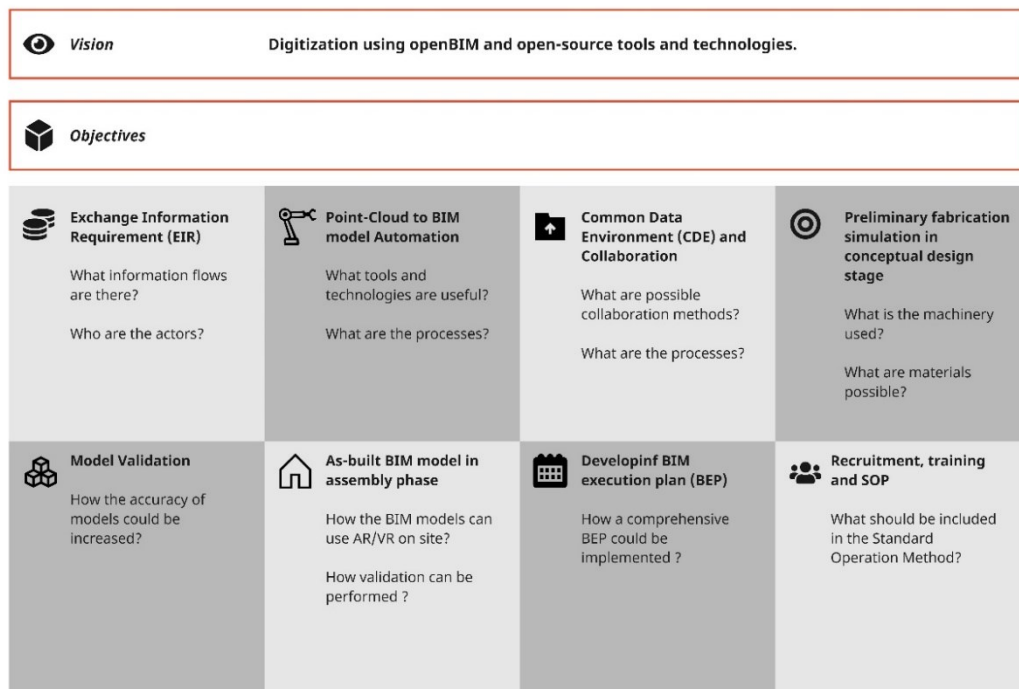 Vision
Digitization using openBIM and open-source tools and technologies.
Objectives
Exchange Information
Requirement (EIR)
What information flows
are there?
Who are the actors?
Point-Cloud to BIM
model Automation
What tools and
technologies are useful?
What are the processes?
Common Data
Environment (CDE) and
Collaboration
What are possible
collaboration methods?
What are the processes?
Preliminary fabrication
simulation in
conceptual design
stage
What is the machinery
used?
What are materials
possible?
Model Validation
How the accuracy of
models could be
increased?
As-built BIM model in
assembly phase
How the BIM models can
use AR/VR on site?
How validation can be
performed ?
Developinf BIM
execution plan (BEP)
How a comprehensive
BEP could be
implemented ?
Recruitment, training
and SOP
What should be included
in the Standard
Operation Method?